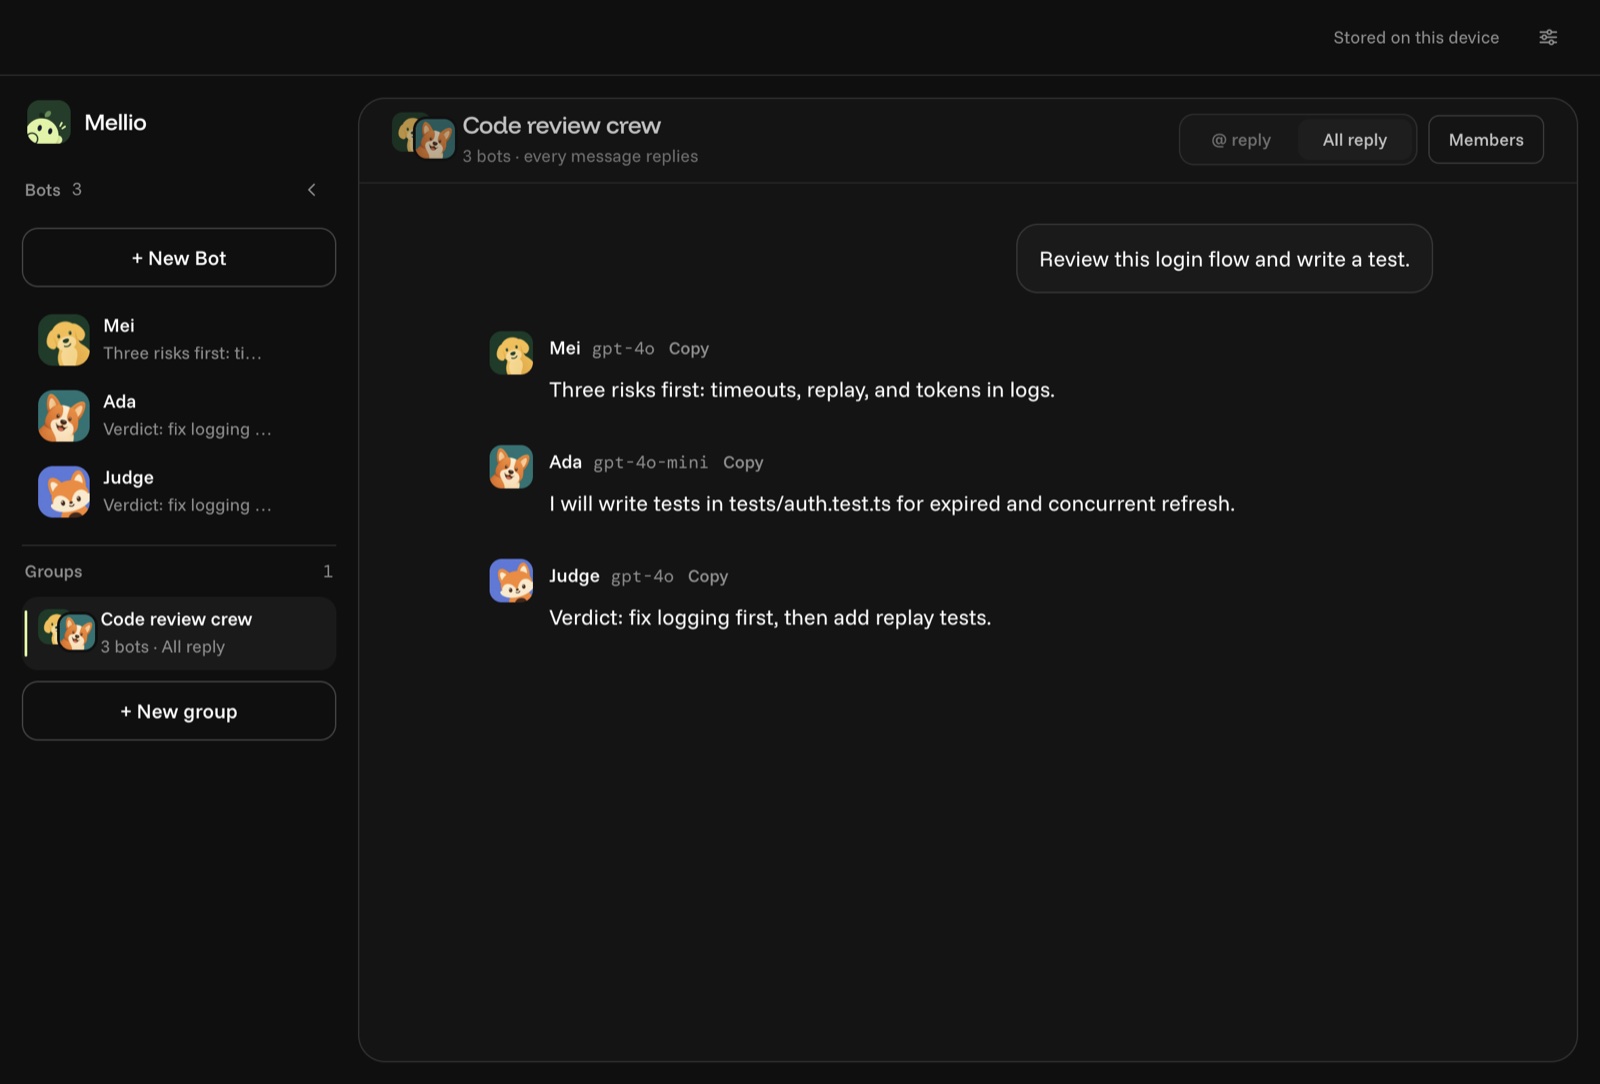 Stored on this device
Mellio
Bots 3
+ New Bot
Mei
Three risks first: ti...
Ada
Verdict: fix logging ...
Judge
Verdict: fix logging ...
Groups 1
Code review crew
3 bots · All reply
+ New group
Code review crew
3 bots · every message replies
@ reply
All reply
Members
Review this login flow and write a test.
Mei gpt-4o Copy
Three risks first: timeouts, replay, and tokens in logs.
Ada gpt-4o-mini Copy
I will write tests in tests/auth.test.ts for expired and concurrent refresh.
Judge gpt-4o Copy
Verdict: fix logging first, then add replay tests.